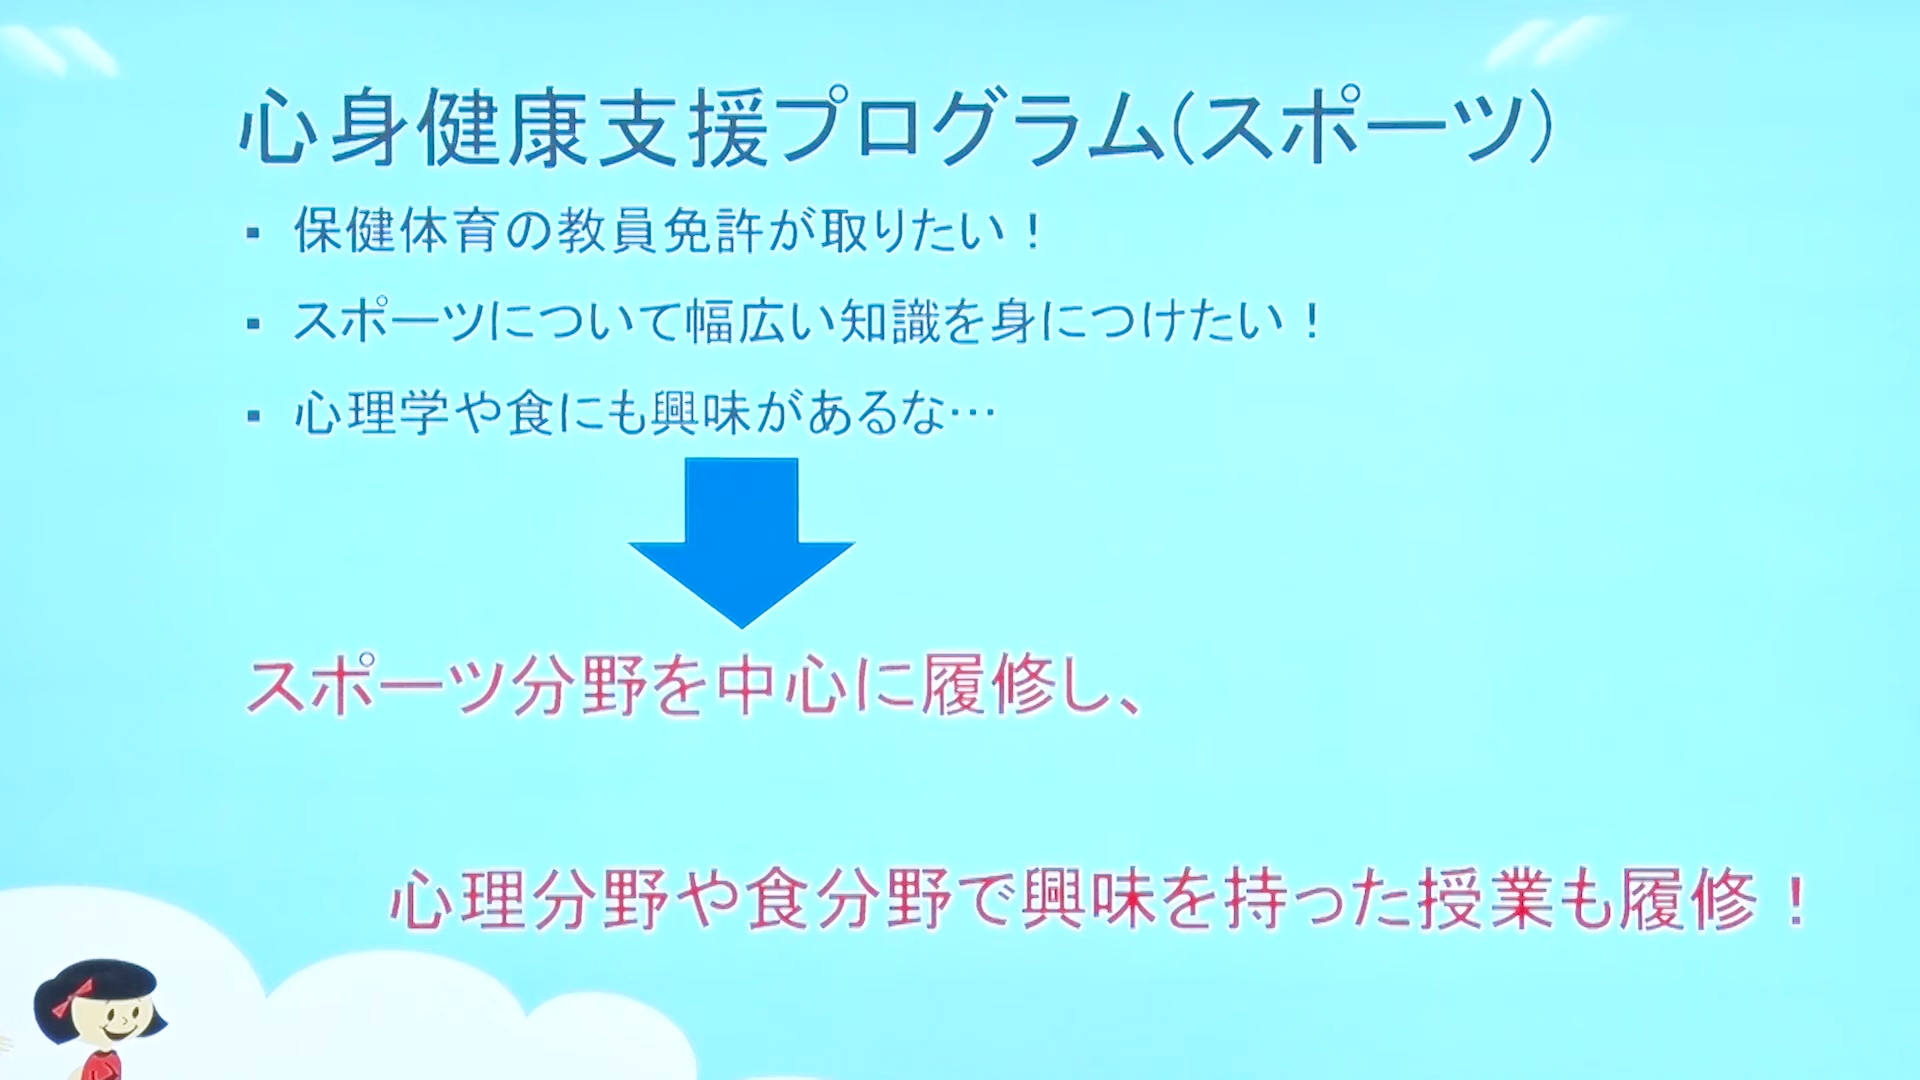 心身健康支援プログラム(スポーツ)
▪ 保健体育の教員免許が取りたい！
▪ スポーツについて幅広い知識を身につけたい！
▪ 心理学や食にも興味があるな…
スポーツ分野を中心に履修し、
心理分野や食分野で興味を持った授業も履修！